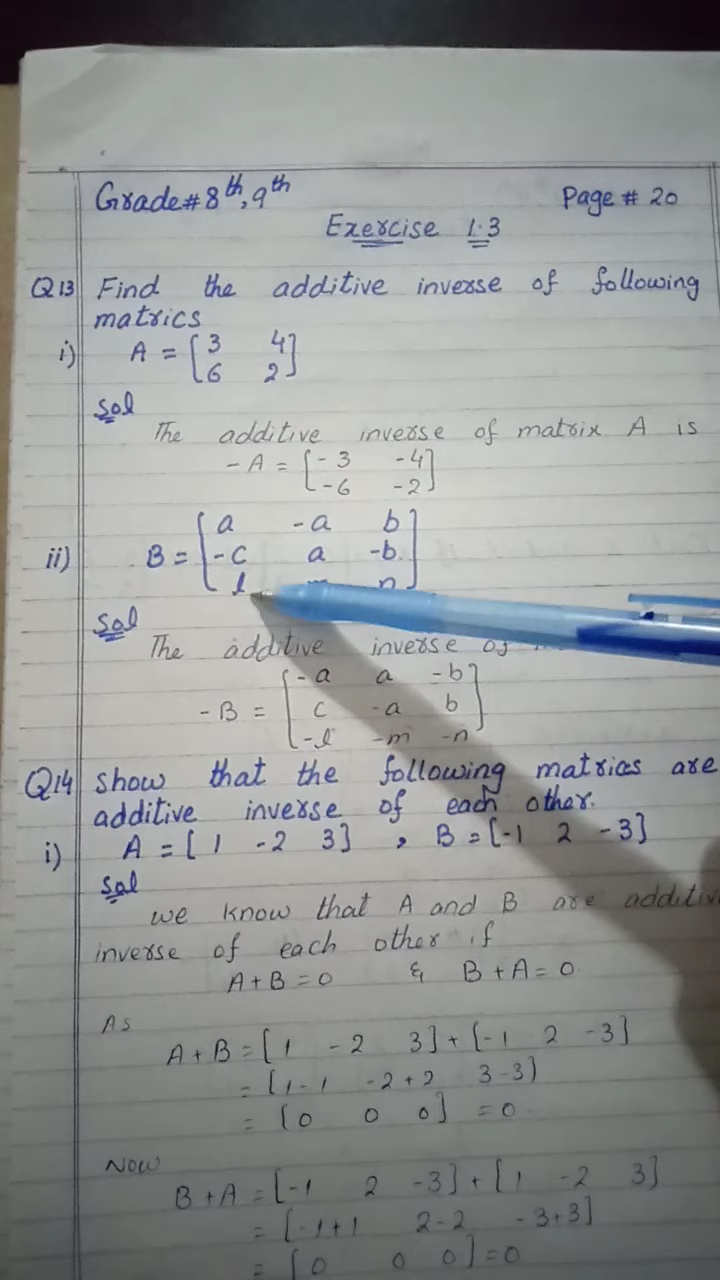 Grade# 8th, 9th Page # 20
Exercise 1.3
Q13 Find the additive inverse of following
matrics
i) A = [3 4]
[6 2]
Sol
The additive inverse of matrix A is
- A = [- 3 -4]
[-6 -2]
[a -a b]
ii) B = [-c a -b]
[l n]
Sol
The additive inverse of
[-a a -b]
- B = [c -a b]
[-l -m -n]
Q14 show that the following matrices are
additive inverse of each other.
i) A = [1 -2 3] , B = [-1 2 -3]
Sol
we know that A and B are additiv
inverse of each other if
A+B=0 & B+A=0
As
A+B = [1 -2 3] + [-1 2 -3]
= [1-1 -2+2 3-3]
= [0 0 0] = 0
Now
B+A = [-1 2 -3] + [1 -2 3]
= [-1+1 2-2 -3+3]
= [0 0 0] = 0